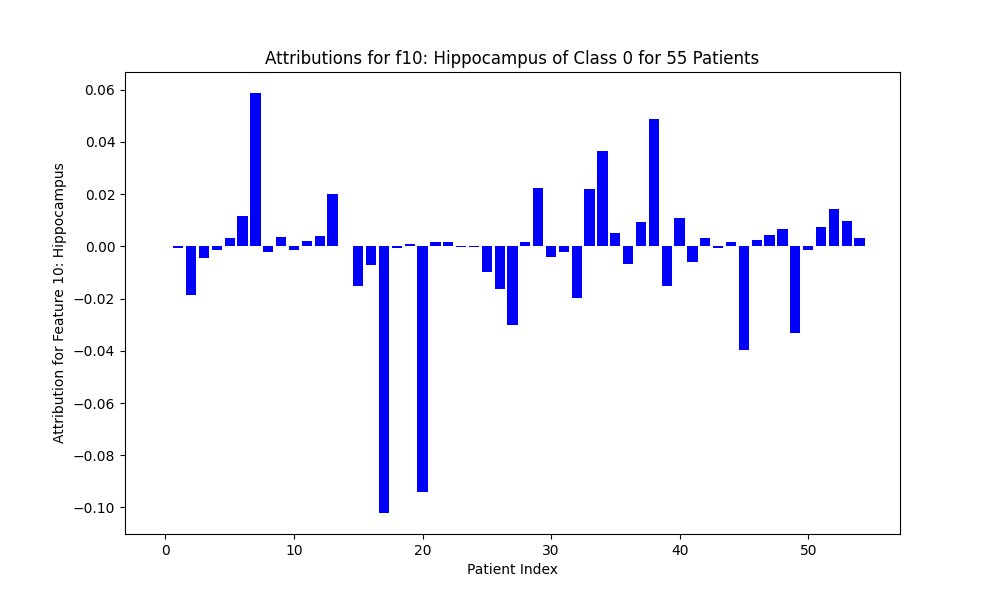 Attributions for f10: Hippocampus of Class 0 for 55 Patients
Attribution for Feature 10: Hippocampus
0.06
0.04
0.02
0.00
−0.02
−0.04
−0.06
−0.08
−0.10
0 10 20 30 40 50
Patient Index